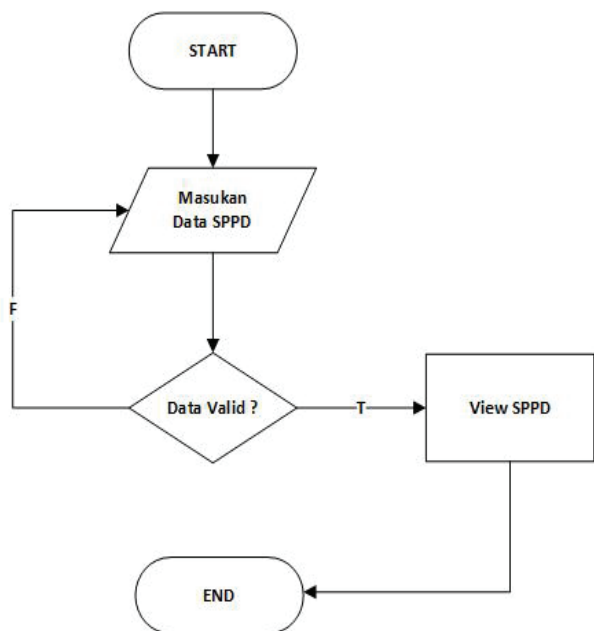 START
Masukan
Data SPPD
F
Data Valid ?
T
View SPPD
END